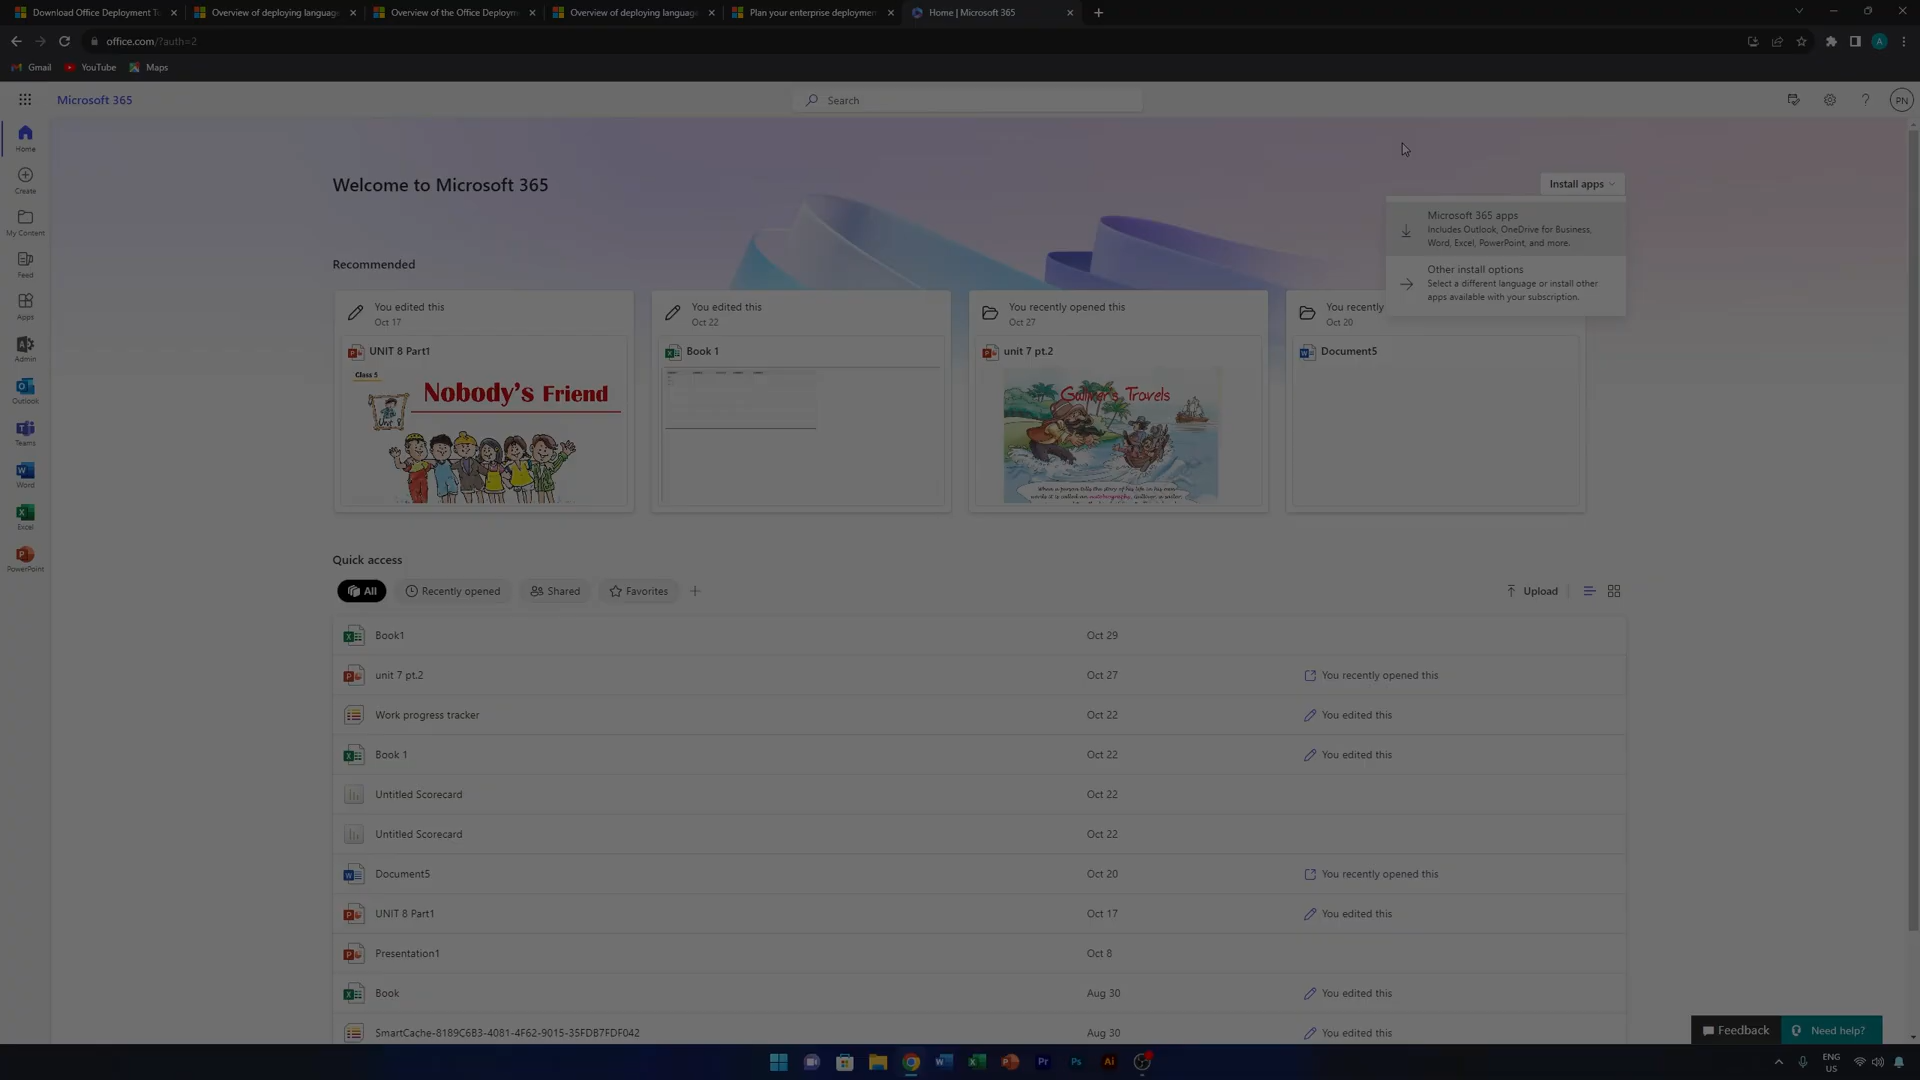 Download Office Deployment To
Overview of deploying language
Overview of the Office Deploym
Overview of deploying language
Plan your enterprise deploymen
Home | Microsoft 365
office.com/?auth=2
Gmail
YouTube
Maps
A
Microsoft 365
Search
PN
Home
Create
My Content
Feed
Apps
Admin
Outlook
Teams
Word
Excel
PowerPoint
Welcome to Microsoft 365
Install apps
Microsoft 365 apps
Includes Outlook, OneDrive for Business,
Word, Excel, PowerPoint, and more.
Other install options
Select a different language or install other
apps available with your subscription.
Recommended
You edited this
Oct 17
UNIT 8 Part1
Class 5
Nobody's Friend
Unit 8
You edited this
Oct 22
Book 1
You recently opened this
Oct 27
unit 7 pt.2
Gulliver's Travels
You recently
Oct 20
Document5
Quick access
All
Recently opened
Shared
Favorites
Upload
Book1 Oct 29
unit 7 pt.2 Oct 27 You recently opened this
Work progress tracker Oct 22 You edited this
Book 1 Oct 22 You edited this
Untitled Scorecard Oct 22
Untitled Scorecard Oct 22
Document5 Oct 20 You recently opened this
UNIT 8 Part1 Oct 17 You edited this
Presentation1 Oct 8
Book Aug 30 You edited this
SmartCache-8189C6B3-4081-4F62-9015-35FDB7FDF042 Aug 30 You edited this
Feedback
Need help?
Pr
Ps
Ai
ENG
US